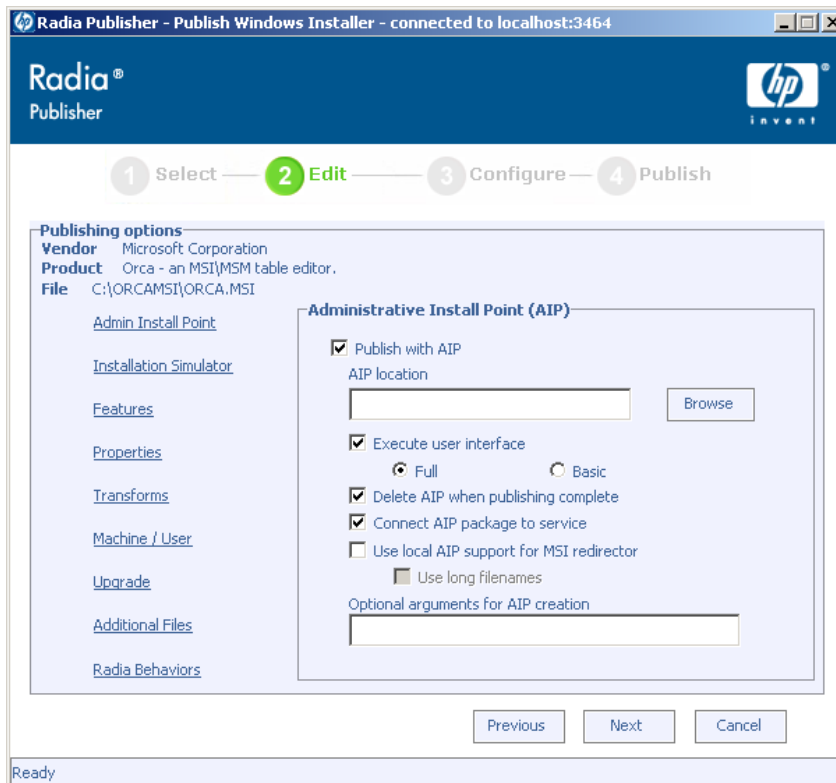 Radia Publisher - Publish Windows Installer - connected to localhost:3464
Radia®
Publisher
hp®
invent
1 Select
2 Edit
3 Configure
4 Publish
Publishing options
Vendor Microsoft Corporation
Product Orca - an MSI\MSM table editor.
File C:\ORCAMSI\ORCA.MSI
Admin Install Point
Installation Simulator
Features
Properties
Transforms
Machine / User
Upgrade
Additional Files
Radia Behaviors
Administrative Install Point (AIP)
Publish with AIP
AIP location
Browse
Execute user interface
Full
Basic
Delete AIP when publishing complete
Connect AIP package to service
Use local AIP support for MSI redirector
Use long filenames
Optional arguments for AIP creation
Previous
Next
Cancel
Ready